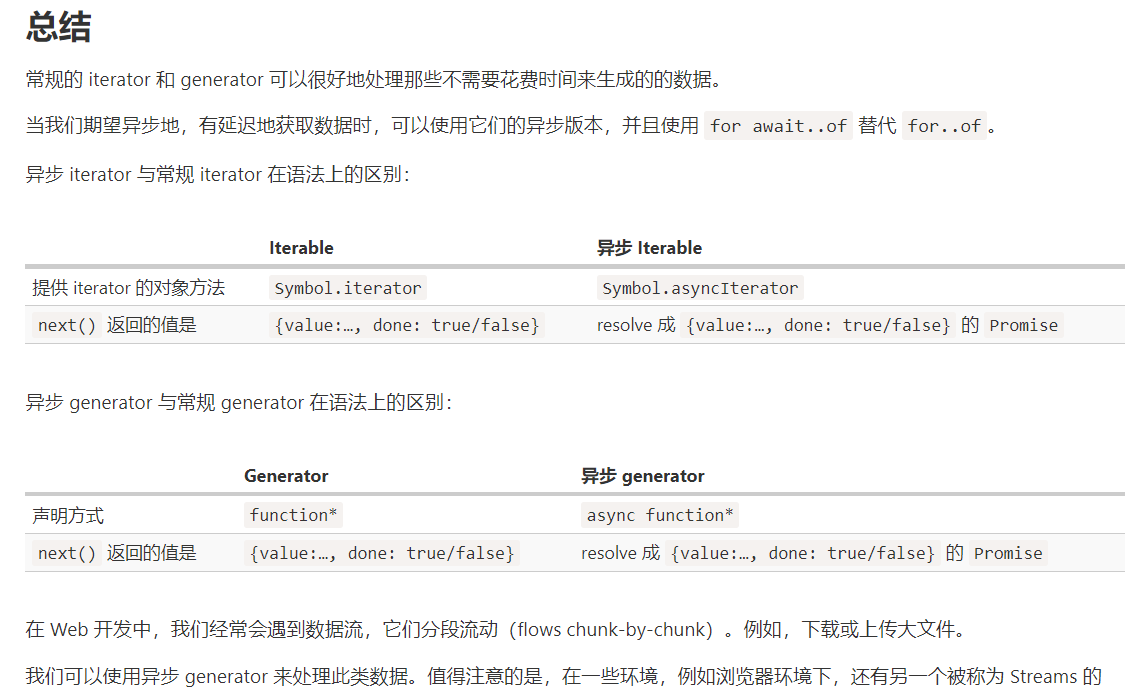 总结
常规的 iterator 和 generator 可以很好地处理那些不需要花费时间来生成的的数据。
当我们期望异步地，有延迟地获取数据时，可以使用它们的异步版本，并且使用 for await..of 替代 for..of 。
异步 iterator 与常规 iterator 在语法上的区别：
Iterable 异步 Iterable
提供 iterator 的对象方法 Symbol.iterator Symbol.asyncIterator
next() 返回的值是 {value:…, done: true/false} resolve 成 {value:…, done: true/false} 的 Promise
异步 generator 与常规 generator 在语法上的区别：
Generator 异步 generator
声明方式 function* async function*
next() 返回的值是 {value:…, done: true/false} resolve 成 {value:…, done: true/false} 的 Promise
在 Web 开发中，我们经常会遇到数据流，它们分段流动（flows chunk-by-chunk）。例如，下载或上传大文件。
我们可以使用异步 generator 来处理此类数据。值得注意的是，在一些环境，例如浏览器环境下，还有另一个被称为 Streams 的